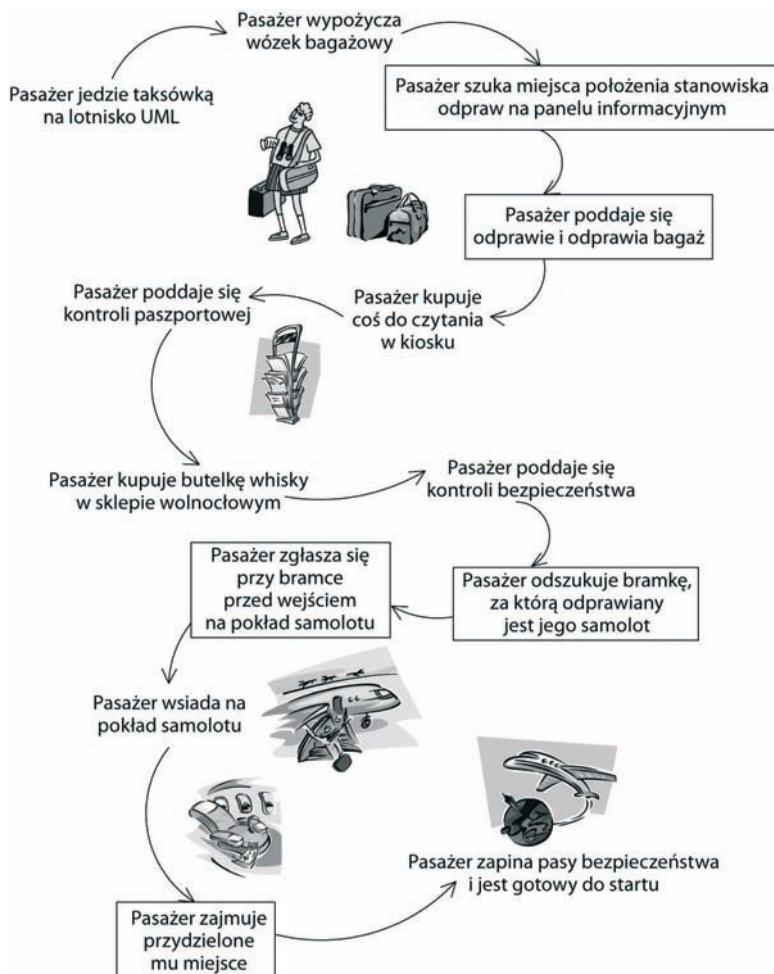 Pasażer wypożycza
wózek bagażowy
Pasażer jedzie taksówką
na lotnisko UML
Pasażer szuka miejsca położenia stanowiska
odpraw na panelu informacyjnym
Pasażer poddaje się
odprawie i odprawia bagaż
Pasażer kupuje
coś do czytania
w kiosku
Pasażer poddaje się
kontroli paszportowej
Pasażer kupuje butelkę whisky
w sklepie wolnocłowym
Pasażer poddaje się
kontroli bezpieczeństwa
Pasażer odszukuje bramkę,
za którą odprawiany
jest jego samolot
Pasażer zgłasza się
przy bramce
przed wejściem
na pokład samolotu
Pasażer wsiada na
pokład samolotu
Pasażer zajmuje
przydzielone
mu miejsce
Pasażer zapina pasy bezpieczeństwa
i jest gotowy do startu